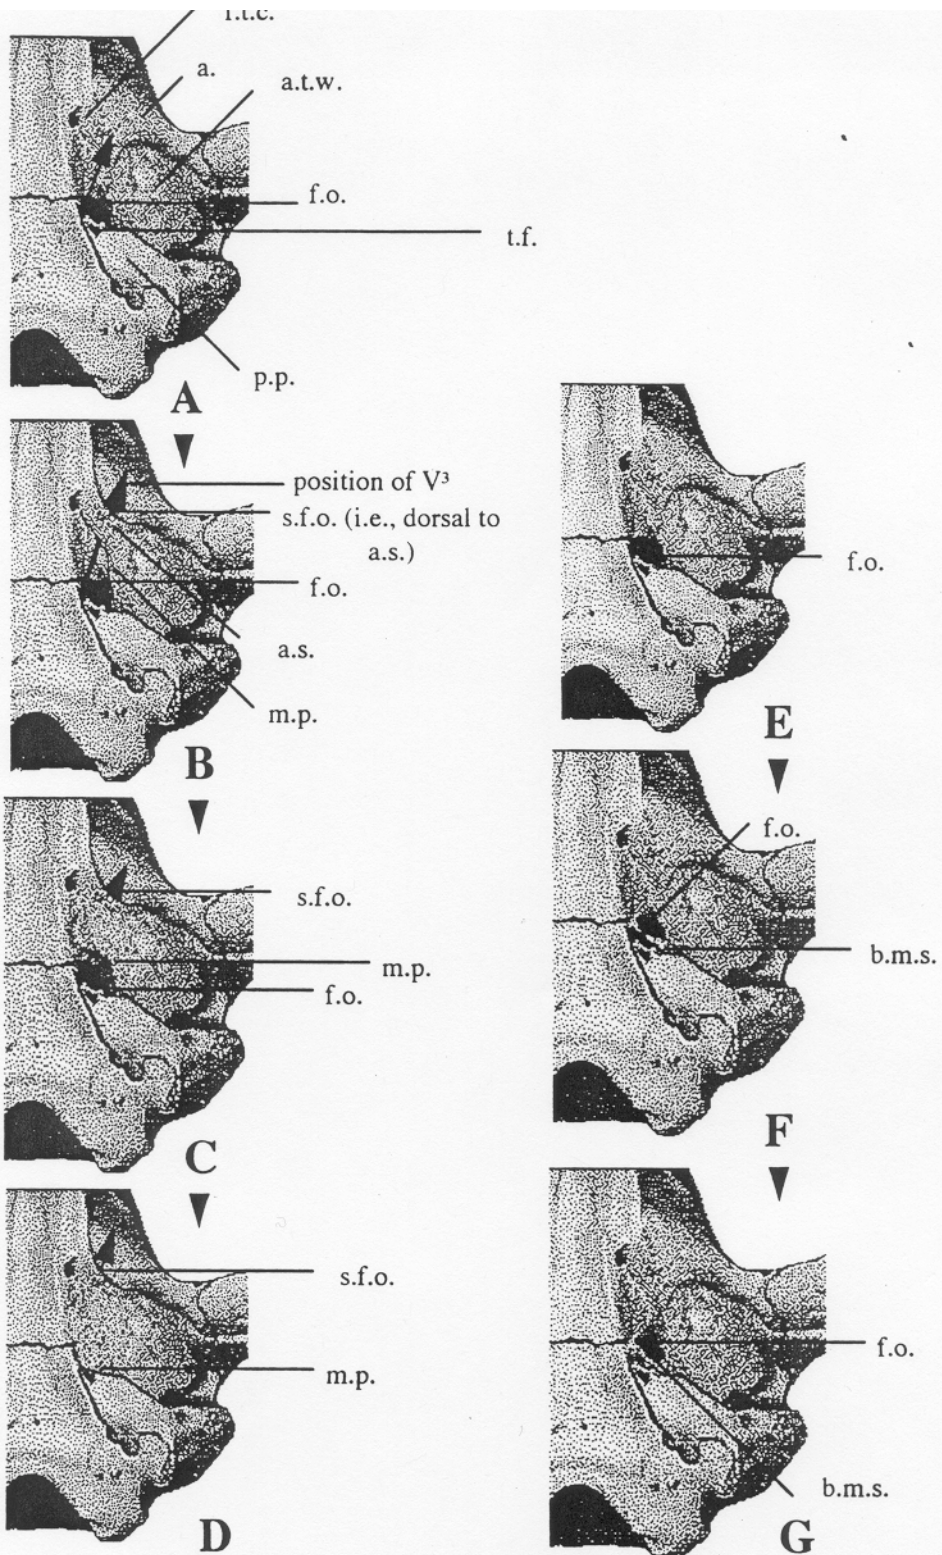 a.
a.t.w.
f.o.
t.f.
p.p.
A
position of V³
s.f.o. (i.e., dorsal to
a.s.)
f.o.
a.s.
m.p.
B
s.f.o.
m.p.
f.o.
C
s.f.o.
m.p.
D
f.o.
E
f.o.
b.m.s.
F
f.o.
b.m.s.
G